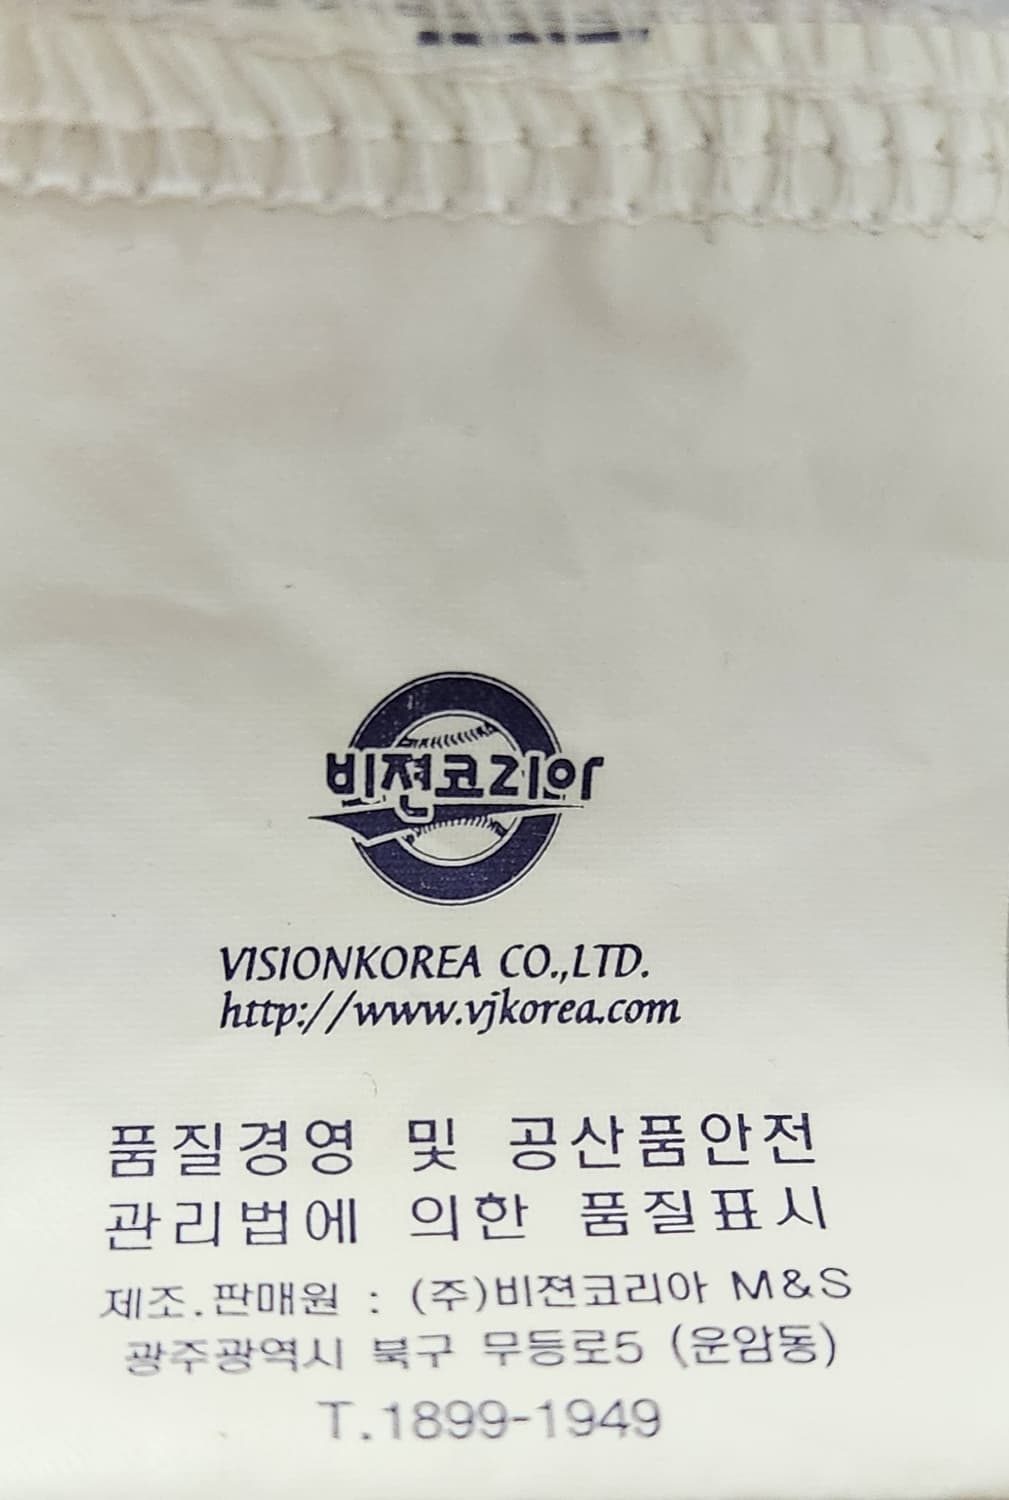 비젼코리아
VISIONKOREA CO.,LTD.
http://www.vjkorea.com
품질경영 및 공산품안전
관리법에 의한 품질표시
제조.판매원 : (주)비젼코리아 M&S
광주광역시 북구 무등로5 (운암동)
T.1899-1949